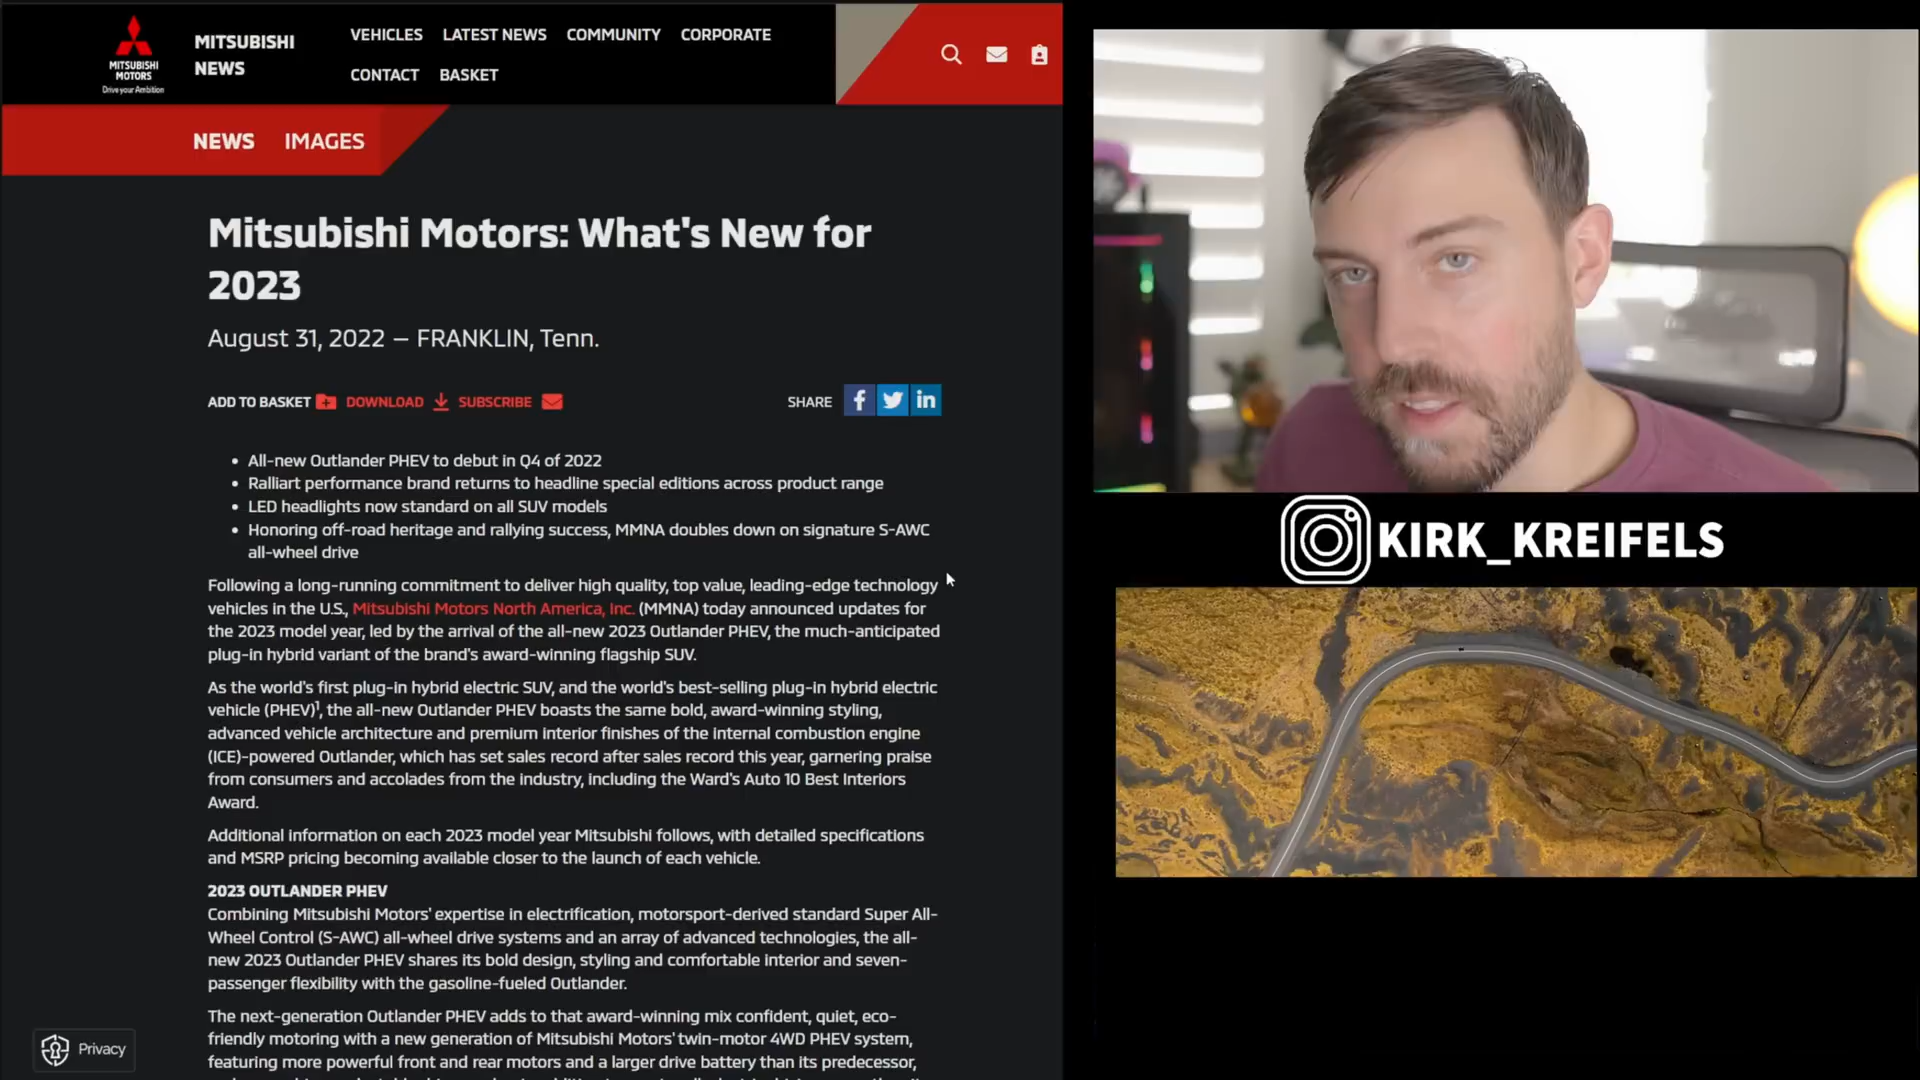 MITSUBISHI
MOTORS
Drive your Ambition
MITSUBISHI
NEWS
VEHICLES LATEST NEWS COMMUNITY CORPORATE
CONTACT BASKET
NEWS IMAGES
Mitsubishi Motors: What's New for
2023
August 31, 2022 — FRANKLIN, Tenn.
ADD TO BASKET DOWNLOAD SUBSCRIBE SHARE
• All-new Outlander PHEV to debut in Q4 of 2022
• Ralliart performance brand returns to headline special editions across product range
• LED headlights now standard on all SUV models
• Honoring off-road heritage and rallying success, MMNA doubles down on signature S-AWC
all-wheel drive
Following a long-running commitment to deliver high quality, top value, leading-edge technology
vehicles in the U.S., Mitsubishi Motors North America, Inc. (MMNA) today announced updates for
the 2023 model year, led by the arrival of the all-new 2023 Outlander PHEV, the much-anticipated
plug-in hybrid variant of the brand's award-winning flagship SUV.
As the world's first plug-in hybrid electric SUV, and the world's best-selling plug-in hybrid electric
vehicle (PHEV)¹, the all-new Outlander PHEV boasts the same bold, award-winning styling,
advanced vehicle architecture and premium interior finishes of the internal combustion engine
(ICE)-powered Outlander, which has set sales record after sales record this year, garnering praise
from consumers and accolades from the industry, including the Ward's Auto 10 Best Interiors
Award.
Additional information on each 2023 model year Mitsubishi follows, with detailed specifications
and MSRP pricing becoming available closer to the launch of each vehicle.
2023 OUTLANDER PHEV
Combining Mitsubishi Motors' expertise in electrification, motorsport-derived standard Super All-
Wheel Control (S-AWC) all-wheel drive systems and an array of advanced technologies, the all-
new 2023 Outlander PHEV shares its bold design, styling and comfortable interior and seven-
passenger flexibility with the gasoline-fueled Outlander.
The next-generation Outlander PHEV adds to that award-winning mix confident, quiet, eco-
friendly motoring with a new generation of Mitsubishi Motors' twin-motor 4WD PHEV system,
featuring more powerful front and rear motors and a larger drive battery than its predecessor,
Privacy
KIRK_KREIFELS